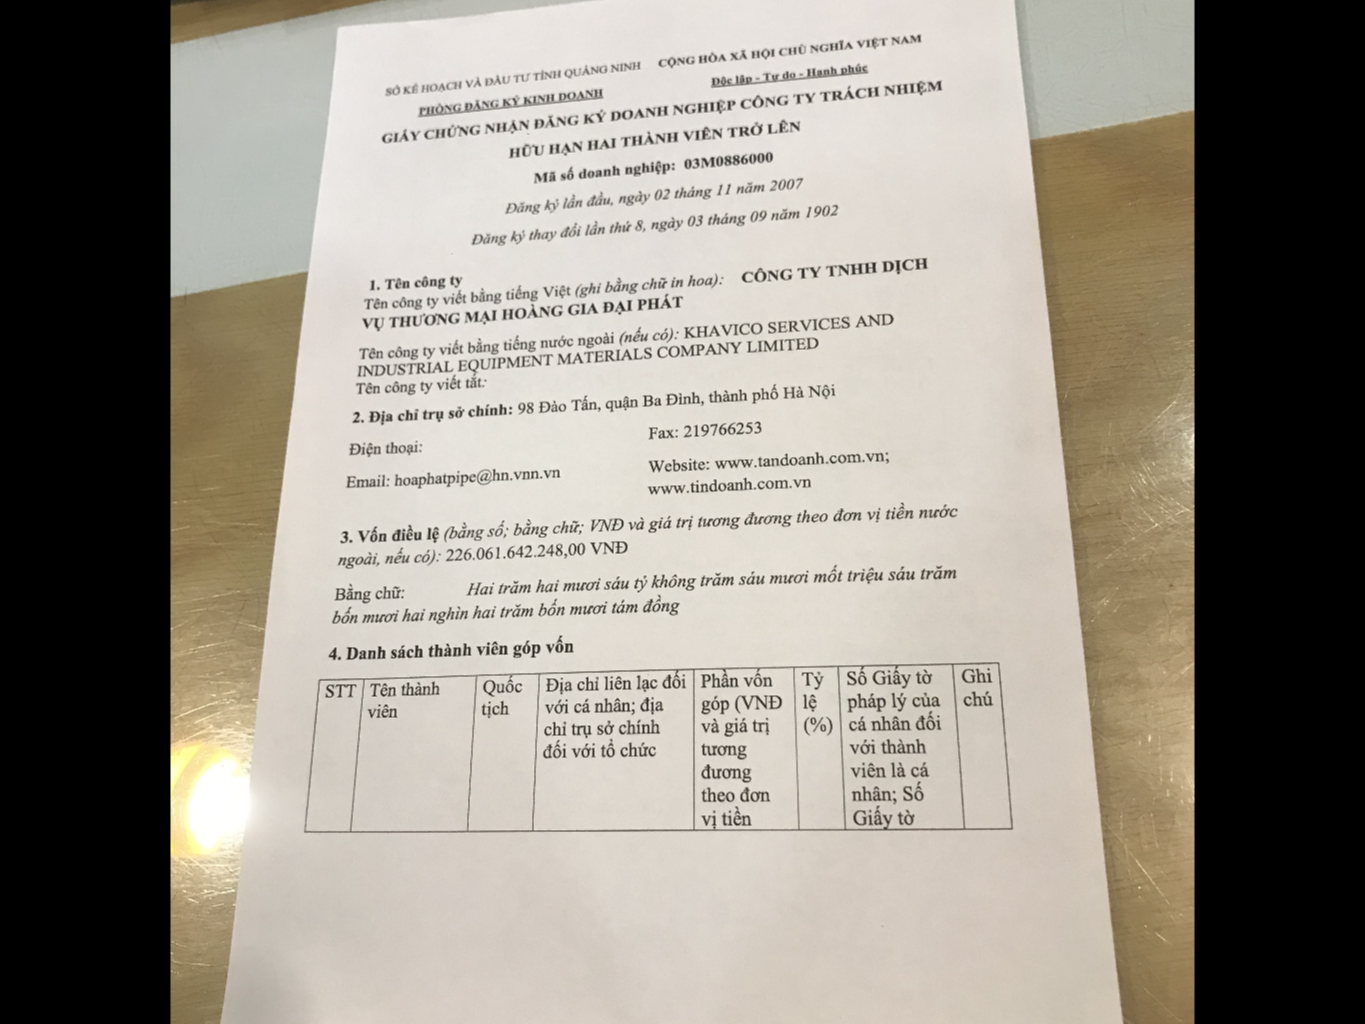 SỞ KẾ HOẠCH VÀ ĐẦU TƯ TỈNH QUẢNG NINH
PHÒNG ĐĂNG KÝ KINH DOANH
CỘNG HÒA XÃ HỘI CHỦ NGHĨA VIỆT NAM
Độc lập - Tự do - Hạnh phúc
GIẤY CHỨNG NHẬN ĐĂNG KÝ DOANH NGHIỆP CÔNG TY TRÁCH NHIỆM
HỮU HẠN HAI THÀNH VIÊN TRỞ LÊN
Mã số doanh nghiệp: 03M0886000
Đăng ký lần đầu, ngày 02 tháng 11 năm 2007
Đăng ký thay đổi lần thứ 8, ngày 03 tháng 09 năm 1902
1. Tên công ty
Tên công ty viết bằng tiếng Việt (ghi bằng chữ in hoa): CÔNG TY TNHH DỊCH
VỤ THƯƠNG MẠI HOÀNG GIA ĐẠI PHÁT
Tên công ty viết bằng tiếng nước ngoài (nếu có): KHAVICO SERVICES AND
INDUSTRIAL EQUIPMENT MATERIALS COMPANY LIMITED
Tên công ty viết tắt:
2. Địa chỉ trụ sở chính: 98 Đào Tấn, quận Ba Đình, thành phố Hà Nội
Điện thoại:
Fax: 219766253
Email: hoaphatpipe@hn.vnn.vn
Website: www.tandoanh.com.vn;
www.tindoanh.com.vn
3. Vốn điều lệ (bằng số; bằng chữ; VNĐ và giá trị tương đương theo đơn vị tiền nước
ngoài, nếu có): 226.061.642.248,00 VNĐ
Bằng chữ: Hai trăm hai mươi sáu tỷ không trăm sáu mươi mốt triệu sáu trăm
bốn mươi hai nghìn hai trăm bốn mươi tám đồng
4. Danh sách thành viên góp vốn
STT
Tên thành
viên
Quốc
tịch
Địa chỉ liên lạc đối
với cá nhân; địa
chỉ trụ sở chính
đối với tổ chức
Phần vốn
góp (VNĐ
và giá trị
tương
đương
theo đơn
vị tiền
Tỷ
lệ
(%)
Số Giấy tờ
pháp lý của
cá nhân đối
với thành
viên là cá
nhân; Số
Giấy tờ
Ghi
chú